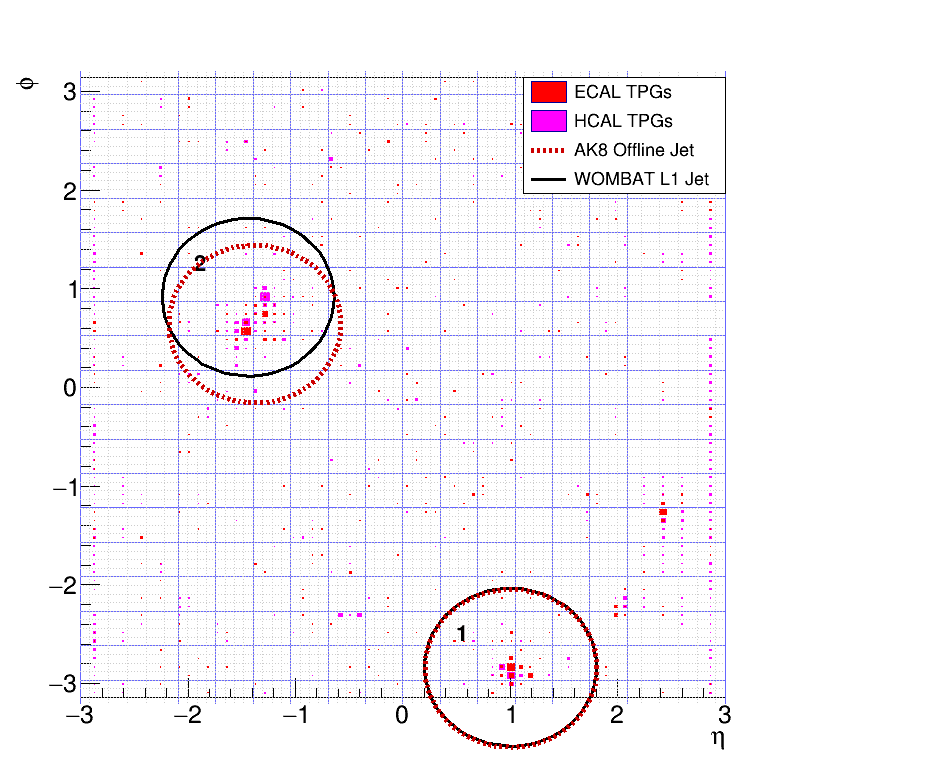 ϕ
3
2
1
0
−1
−2
−3
ECAL TPGs
HCAL TPGs
AK8 Offline Jet
WOMBAT L1 Jet
2
1
−3 −2 −1 0 1 2 3
η